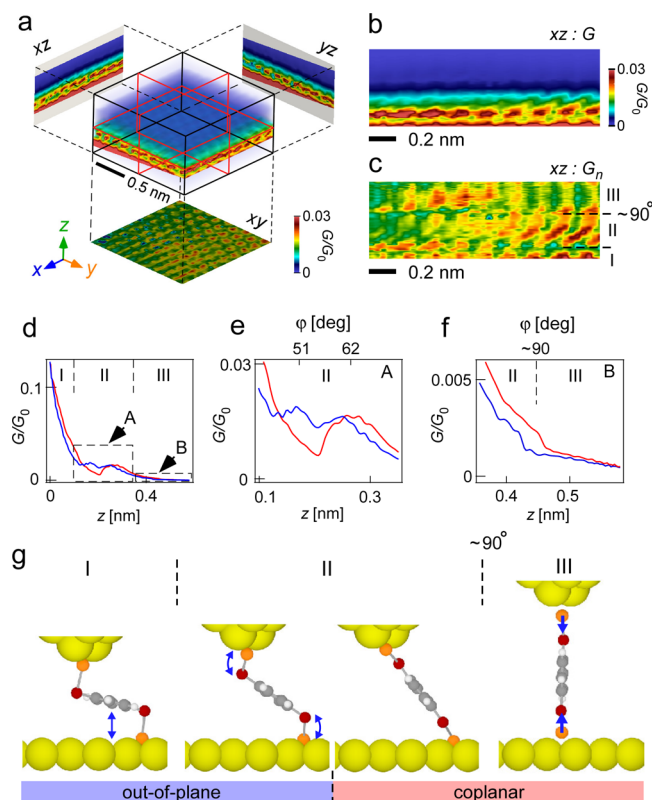 a
xz
yz
0.5 nm
xy
0.03
G/G0
0
z
x
y
b
xz : G
0.03
G/G0
0
0.2 nm
c
xz : Gn
III
~90°
II
I
0.2 nm
d
I II III
0.1
G/G0
A
B
0
0 0.4
z [nm]
e
φ [deg]
51 62
0.03
II A
G/G0
0
0.1 0.3
z [nm]
f
φ [deg]
~90
0.005
II III B
G/G0
0
0.4 0.5
z [nm]
g
I II ~90° III
out-of-plane coplanar